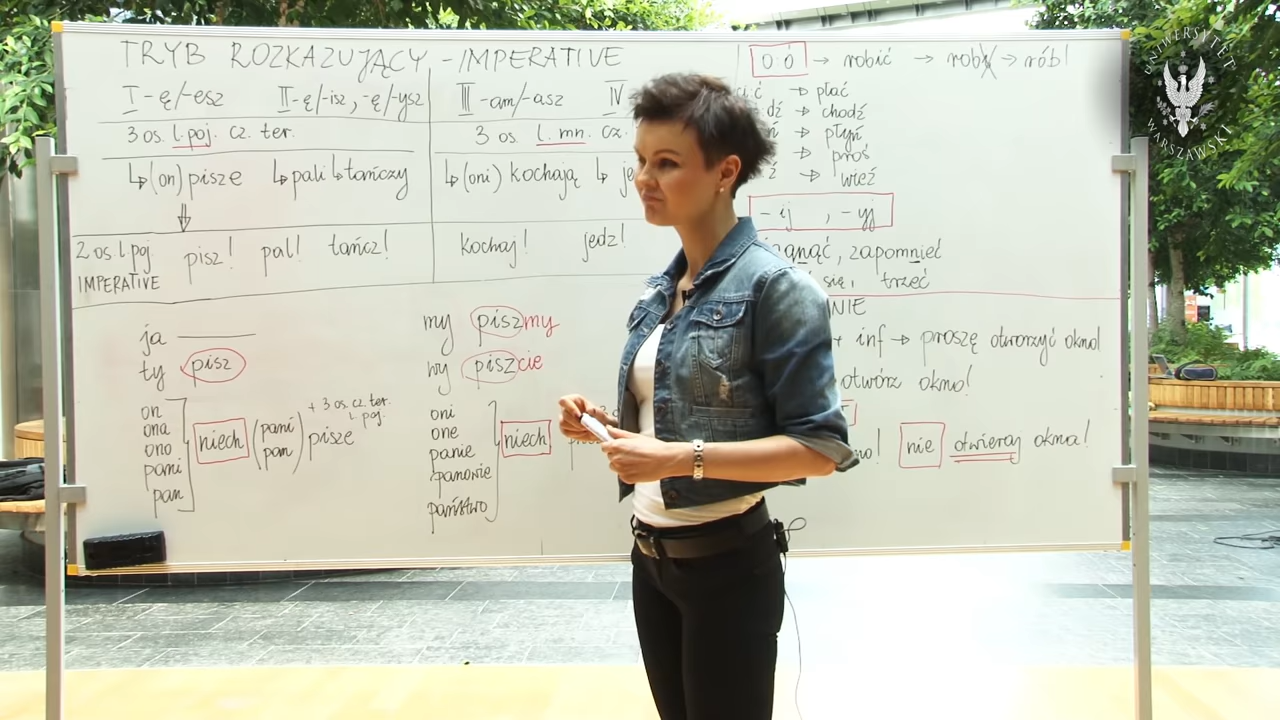 TRYB ROZKAZUJĄCY - IMPERATIVE
I -ę/-esz II -ę/-isz, -ę/-ysz
3 os. l.poj. cz. ter.
↳(on) pisze ↳pali ↳tańczy
2 os. l. poj
IMPERATIVE
pisz! pal! tańcz!
III -am/-asz IV
3 os. l. mn. cz.
↳(oni) kochają ↳
kochaj! jedz!
o:ó → robić → robi → rób!
→ płać
dź → chodź
→ płyń
→ proś
→ wieź
- ij , - yj
zapomnieć
się, trzeć
ja
ty pisz
on
ona
ono
pani
pan
niech (pani pan) pisze
+ 3 os. cz. ter.
l. poj.
my piszmy
wy piszcie
oni
one
panie
panowie
państwo
niech
+ inf → proszę otworzyć okno!
otwórz okno!
nie otwieraj okna!
UNIWERSYTET
WARSZAWSKI